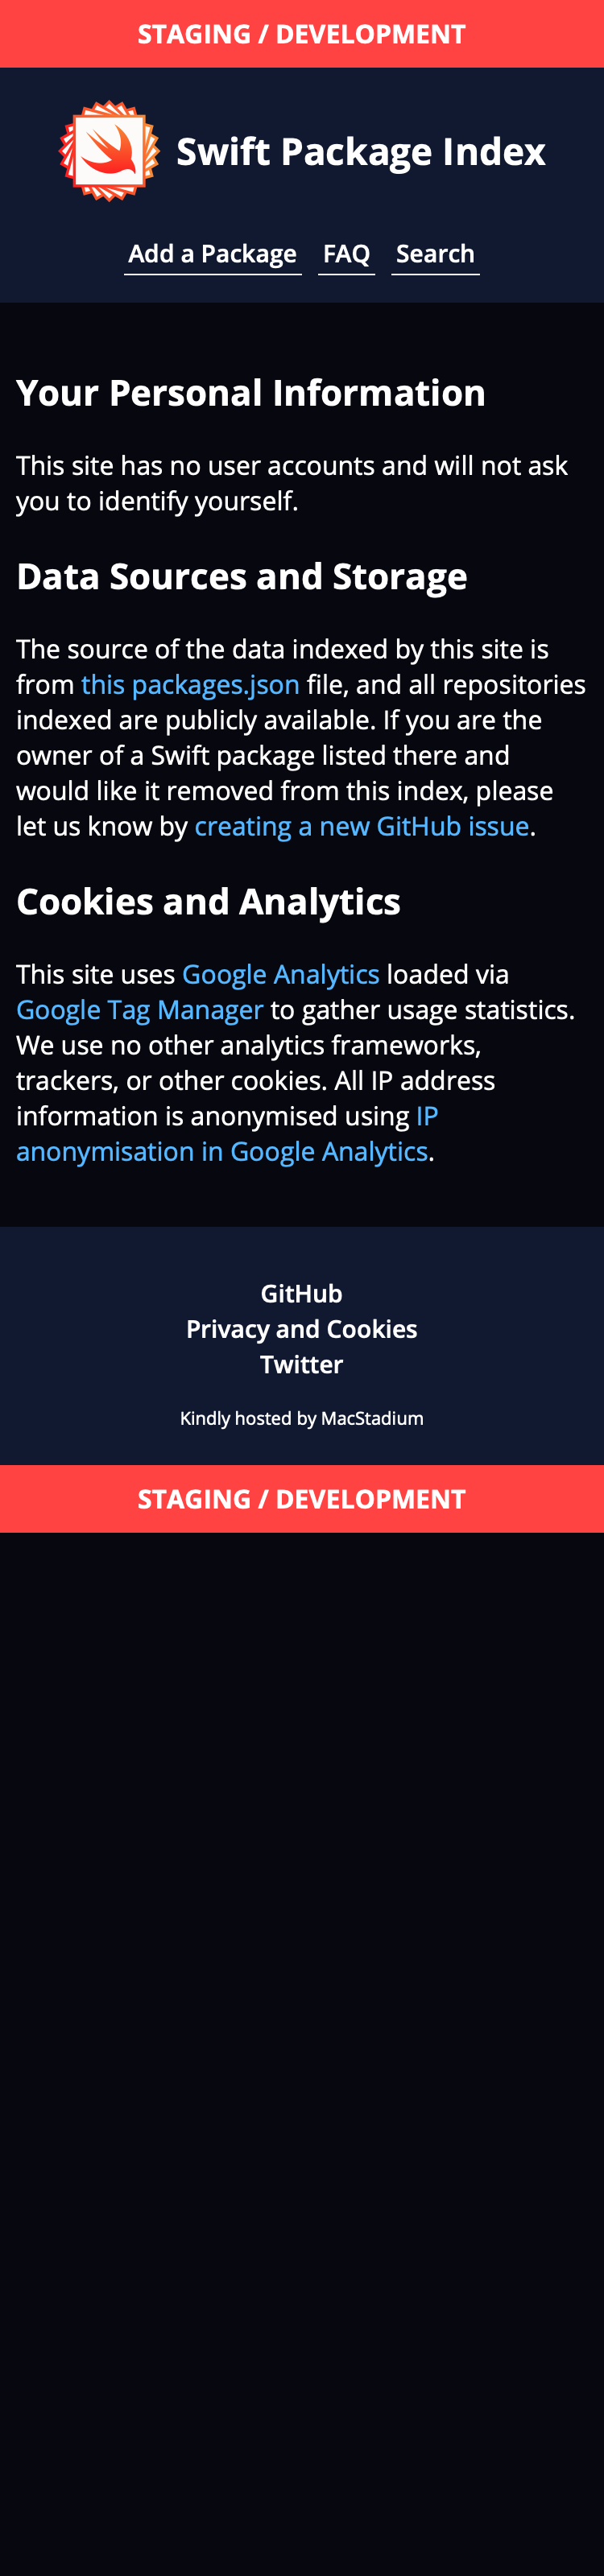 STAGING / DEVELOPMENT
Swift Package Index
Add a Package FAQ Search
Your Personal Information
This site has no user accounts and will not ask
you to identify yourself.
Data Sources and Storage
The source of the data indexed by this site is
from this packages.json file, and all repositories
indexed are publicly available. If you are the
owner of a Swift package listed there and
would like it removed from this index, please
let us know by creating a new GitHub issue.
Cookies and Analytics
This site uses Google Analytics loaded via
Google Tag Manager to gather usage statistics.
We use no other analytics frameworks,
trackers, or other cookies. All IP address
information is anonymised using IP
anonymisation in Google Analytics.
GitHub
Privacy and Cookies
Twitter
Kindly hosted by MacStadium
STAGING / DEVELOPMENT